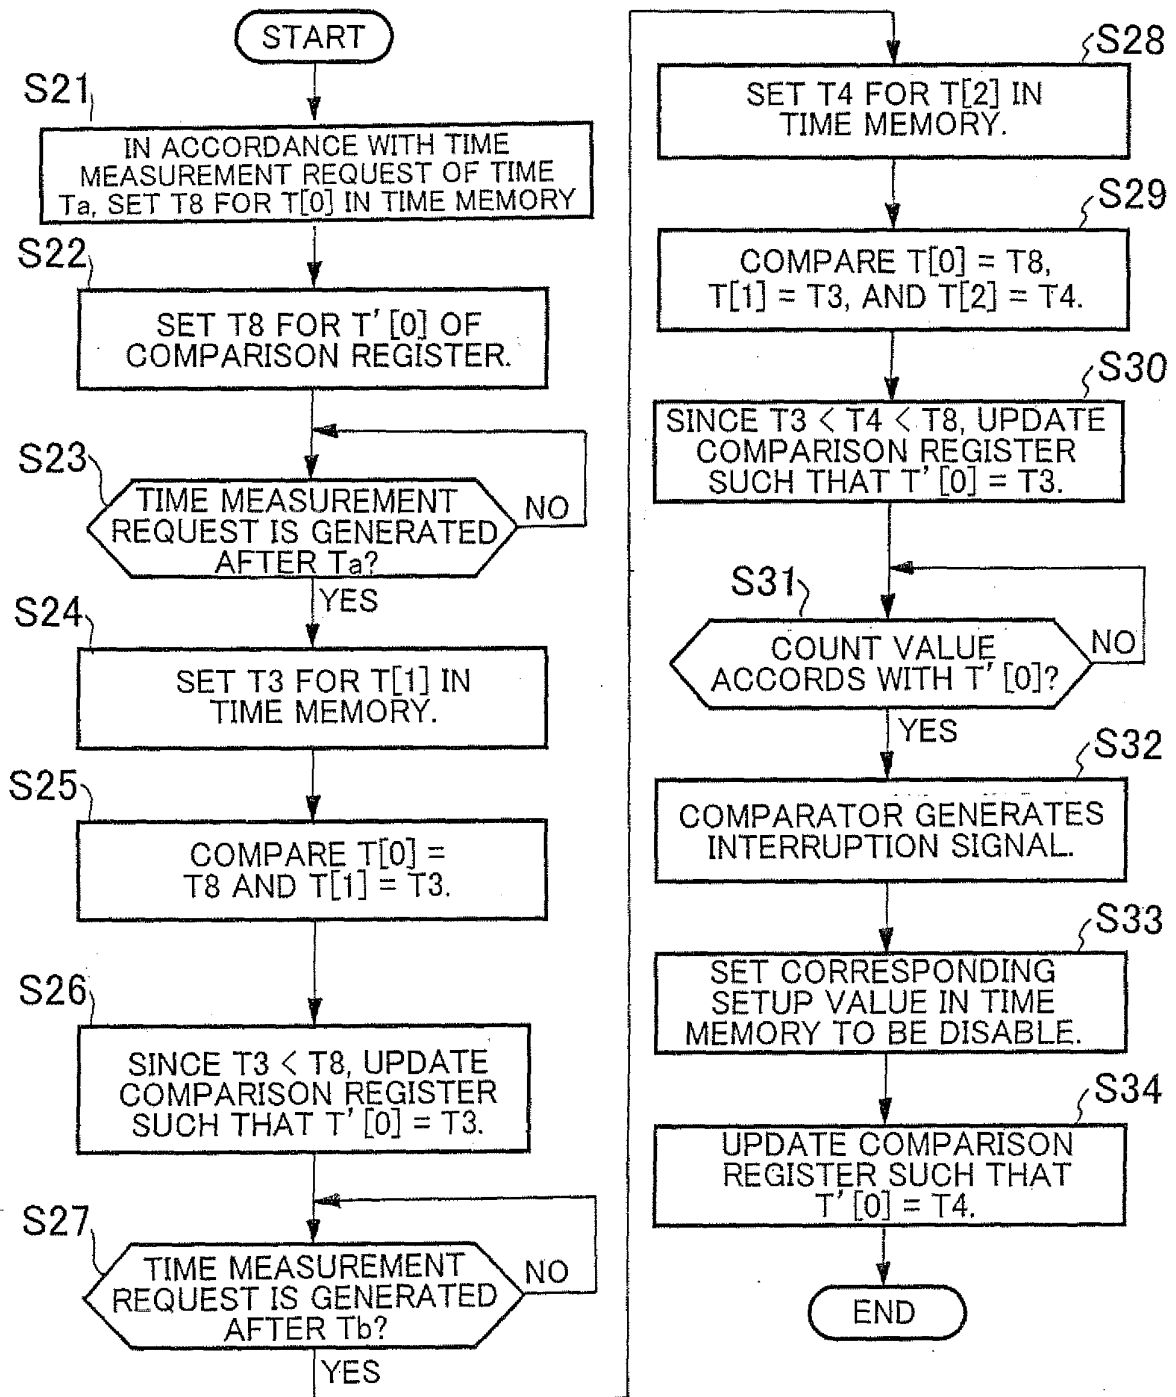 START
S21
IN ACCORDANCE WITH TIME
MEASUREMENT REQUEST OF TIME
Ta, SET T8 FOR T[0] IN TIME MEMORY
S22
SET T8 FOR T'[0] OF
COMPARISON REGISTER.
S23
TIME MEASUREMENT
REQUEST IS GENERATED
AFTER Ta?
NO
YES
S24
SET T3 FOR T[1] IN
TIME MEMORY.
S25
COMPARE T[0] =
T8 AND T[1] = T3.
S26
SINCE T3 < T8, UPDATE
COMPARISON REGISTER
SUCH THAT T'[0] = T3.
S27
TIME MEASUREMENT
REQUEST IS GENERATED
AFTER Tb?
NO
YES
S28
SET T4 FOR T[2] IN
TIME MEMORY.
S29
COMPARE T[0] = T8,
T[1] = T3, AND T[2] = T4.
S30
SINCE T3 < T4 < T8, UPDATE
COMPARISON REGISTER
SUCH THAT T'[0] = T3.
S31
COUNT VALUE
ACCORDS WITH T'[0]?
NO
YES
S32
COMPARATOR GENERATES
INTERRUPTION SIGNAL.
S33
SET CORRESPONDING
SETUP VALUE IN TIME
MEMORY TO BE DISABLE.
S34
UPDATE COMPARISON
REGISTER SUCH THAT
T'[0] = T4.
END